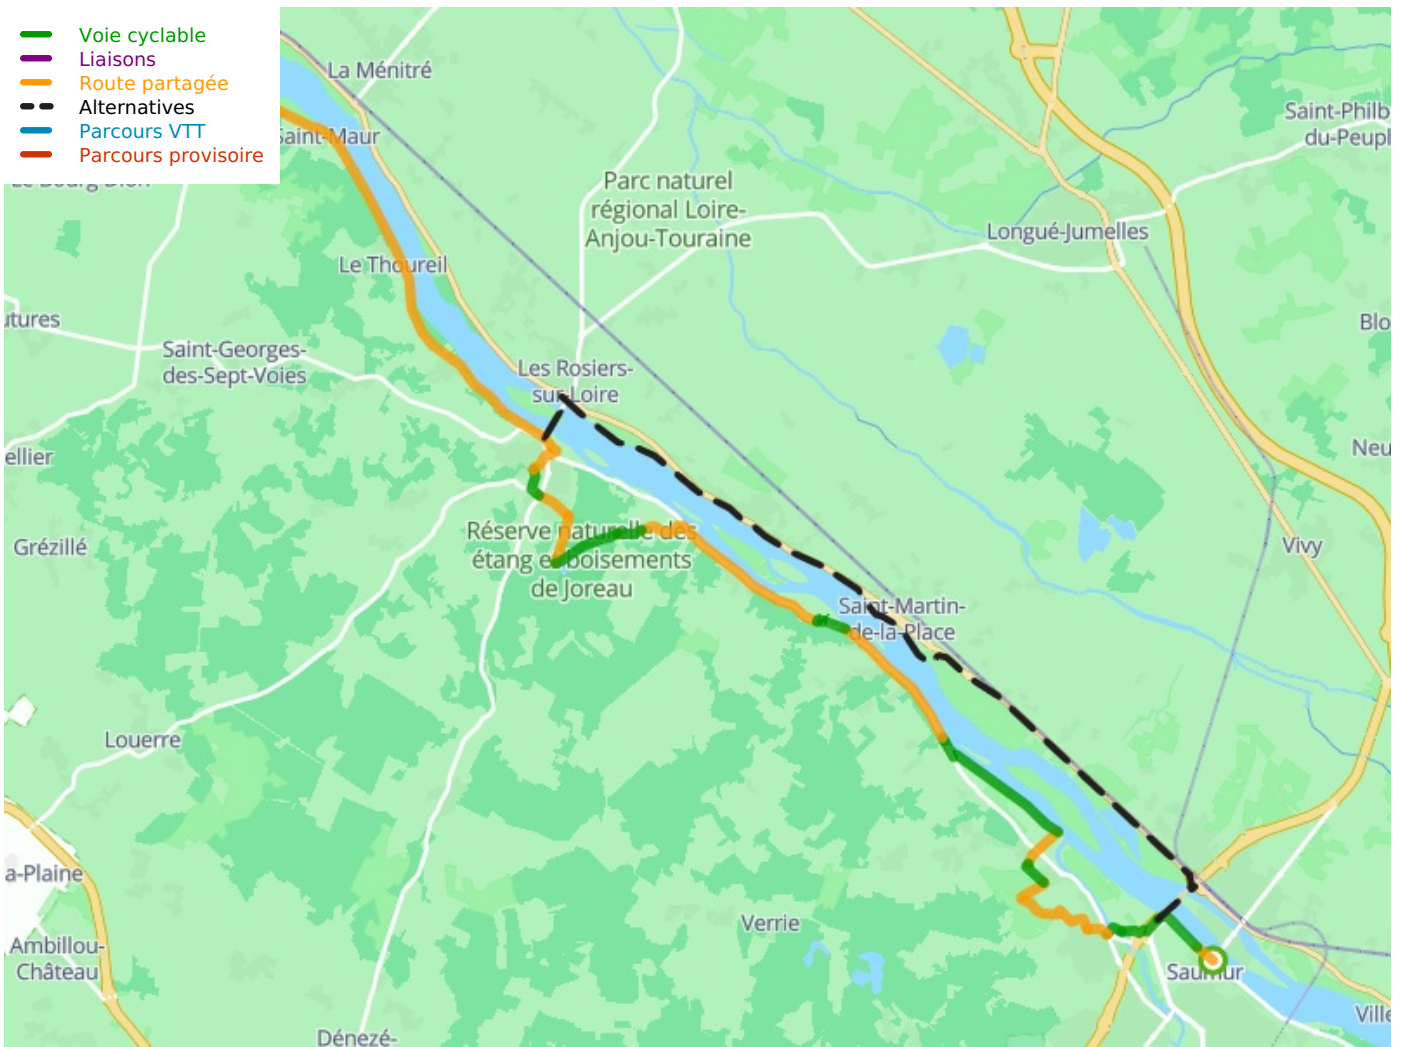 Voie cyclable
Liaisons
Route partagée
Alternatives
Parcours VTT
Parcours provisoire
La Ménitré
Saint-Maur
Saint-Philb
du-Peupl
Parc naturel
régional Loire-
Anjou-Touraine
Longué-Jumelles
Le Thoureil
utures
Blo
Saint-Georges-
des-Sept-Voies
Les Rosiers-
sur-Loire
ellier
Neu
Réserve naturelle des
étang et boisements
de Joreau
Grézillé
Vivy
Saint-Martin-
de-la-Place
Louerre
a-Plaine
Verrie
Ambillou-
Château
Saumur
Ville
Dénezé-